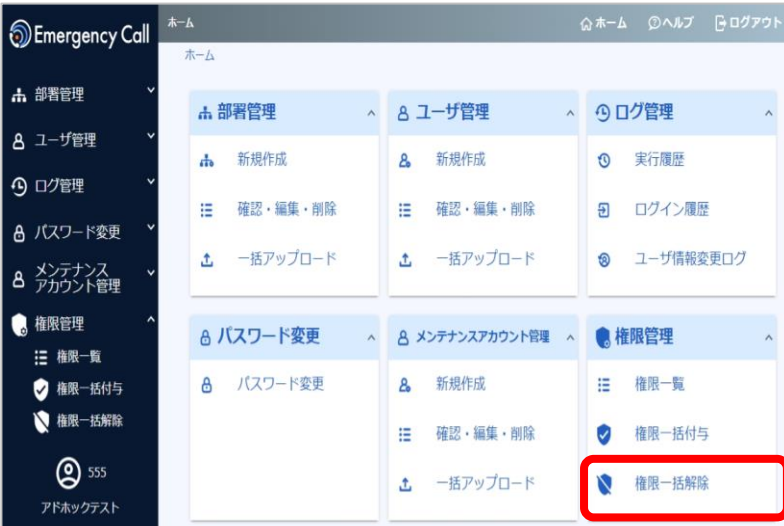 Emergency Call
ホーム
ホーム
ヘルプ
ログアウト
ホーム
部署管理
ユーザ管理
ログ管理
パスワード変更
メンテナンス
アカウント管理
権限管理
権限一覧
権限一括付与
権限一括解除
555
アドホックテスト
部署管理
新規作成
確認・編集・削除
一括アップロード
ユーザ管理
新規作成
確認・編集・削除
一括アップロード
ログ管理
実行履歴
ログイン履歴
ユーザ情報変更ログ
パスワード変更
パスワード変更
メンテナンスアカウント管理
新規作成
確認・編集・削除
一括アップロード
権限管理
権限一覧
権限一括付与
権限一括解除